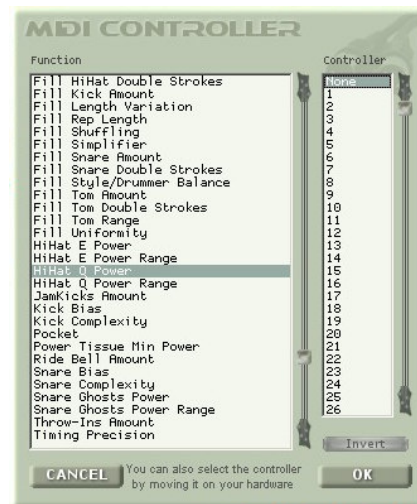 MIDI CONTROLLER
Function
Fill HiHat Double Strokes
Fill Kick Amount
Fill Length Variation
Fill Rep Length
Fill Shuffling
Fill Simplifier
Fill Snare Amount
Fill Snare Double Strokes
Fill Style/Drummer Balance
Fill Tom Amount
Fill Tom Double Strokes
Fill Tom Range
Fill Uniformity
HiHat E Power
HiHat E Power Range
HiHat Q Power
HiHat Q Power Range
JamKicks Amount
Kick Bias
Kick Complexity
Pocket
Power Tissue Min Power
Ride Bell Amount
Snare Bias
Snare Complexity
Snare Ghosts Power
Snare Ghosts Power Range
Throw-Ins Amount
Timing Precision
Controller
None
1
2
3
4
5
6
7
8
9
10
11
12
13
14
15
16
17
18
19
20
21
22
23
24
25
26
Invert
CANCEL
You can also select the controller
by moving it on your hardware
OK